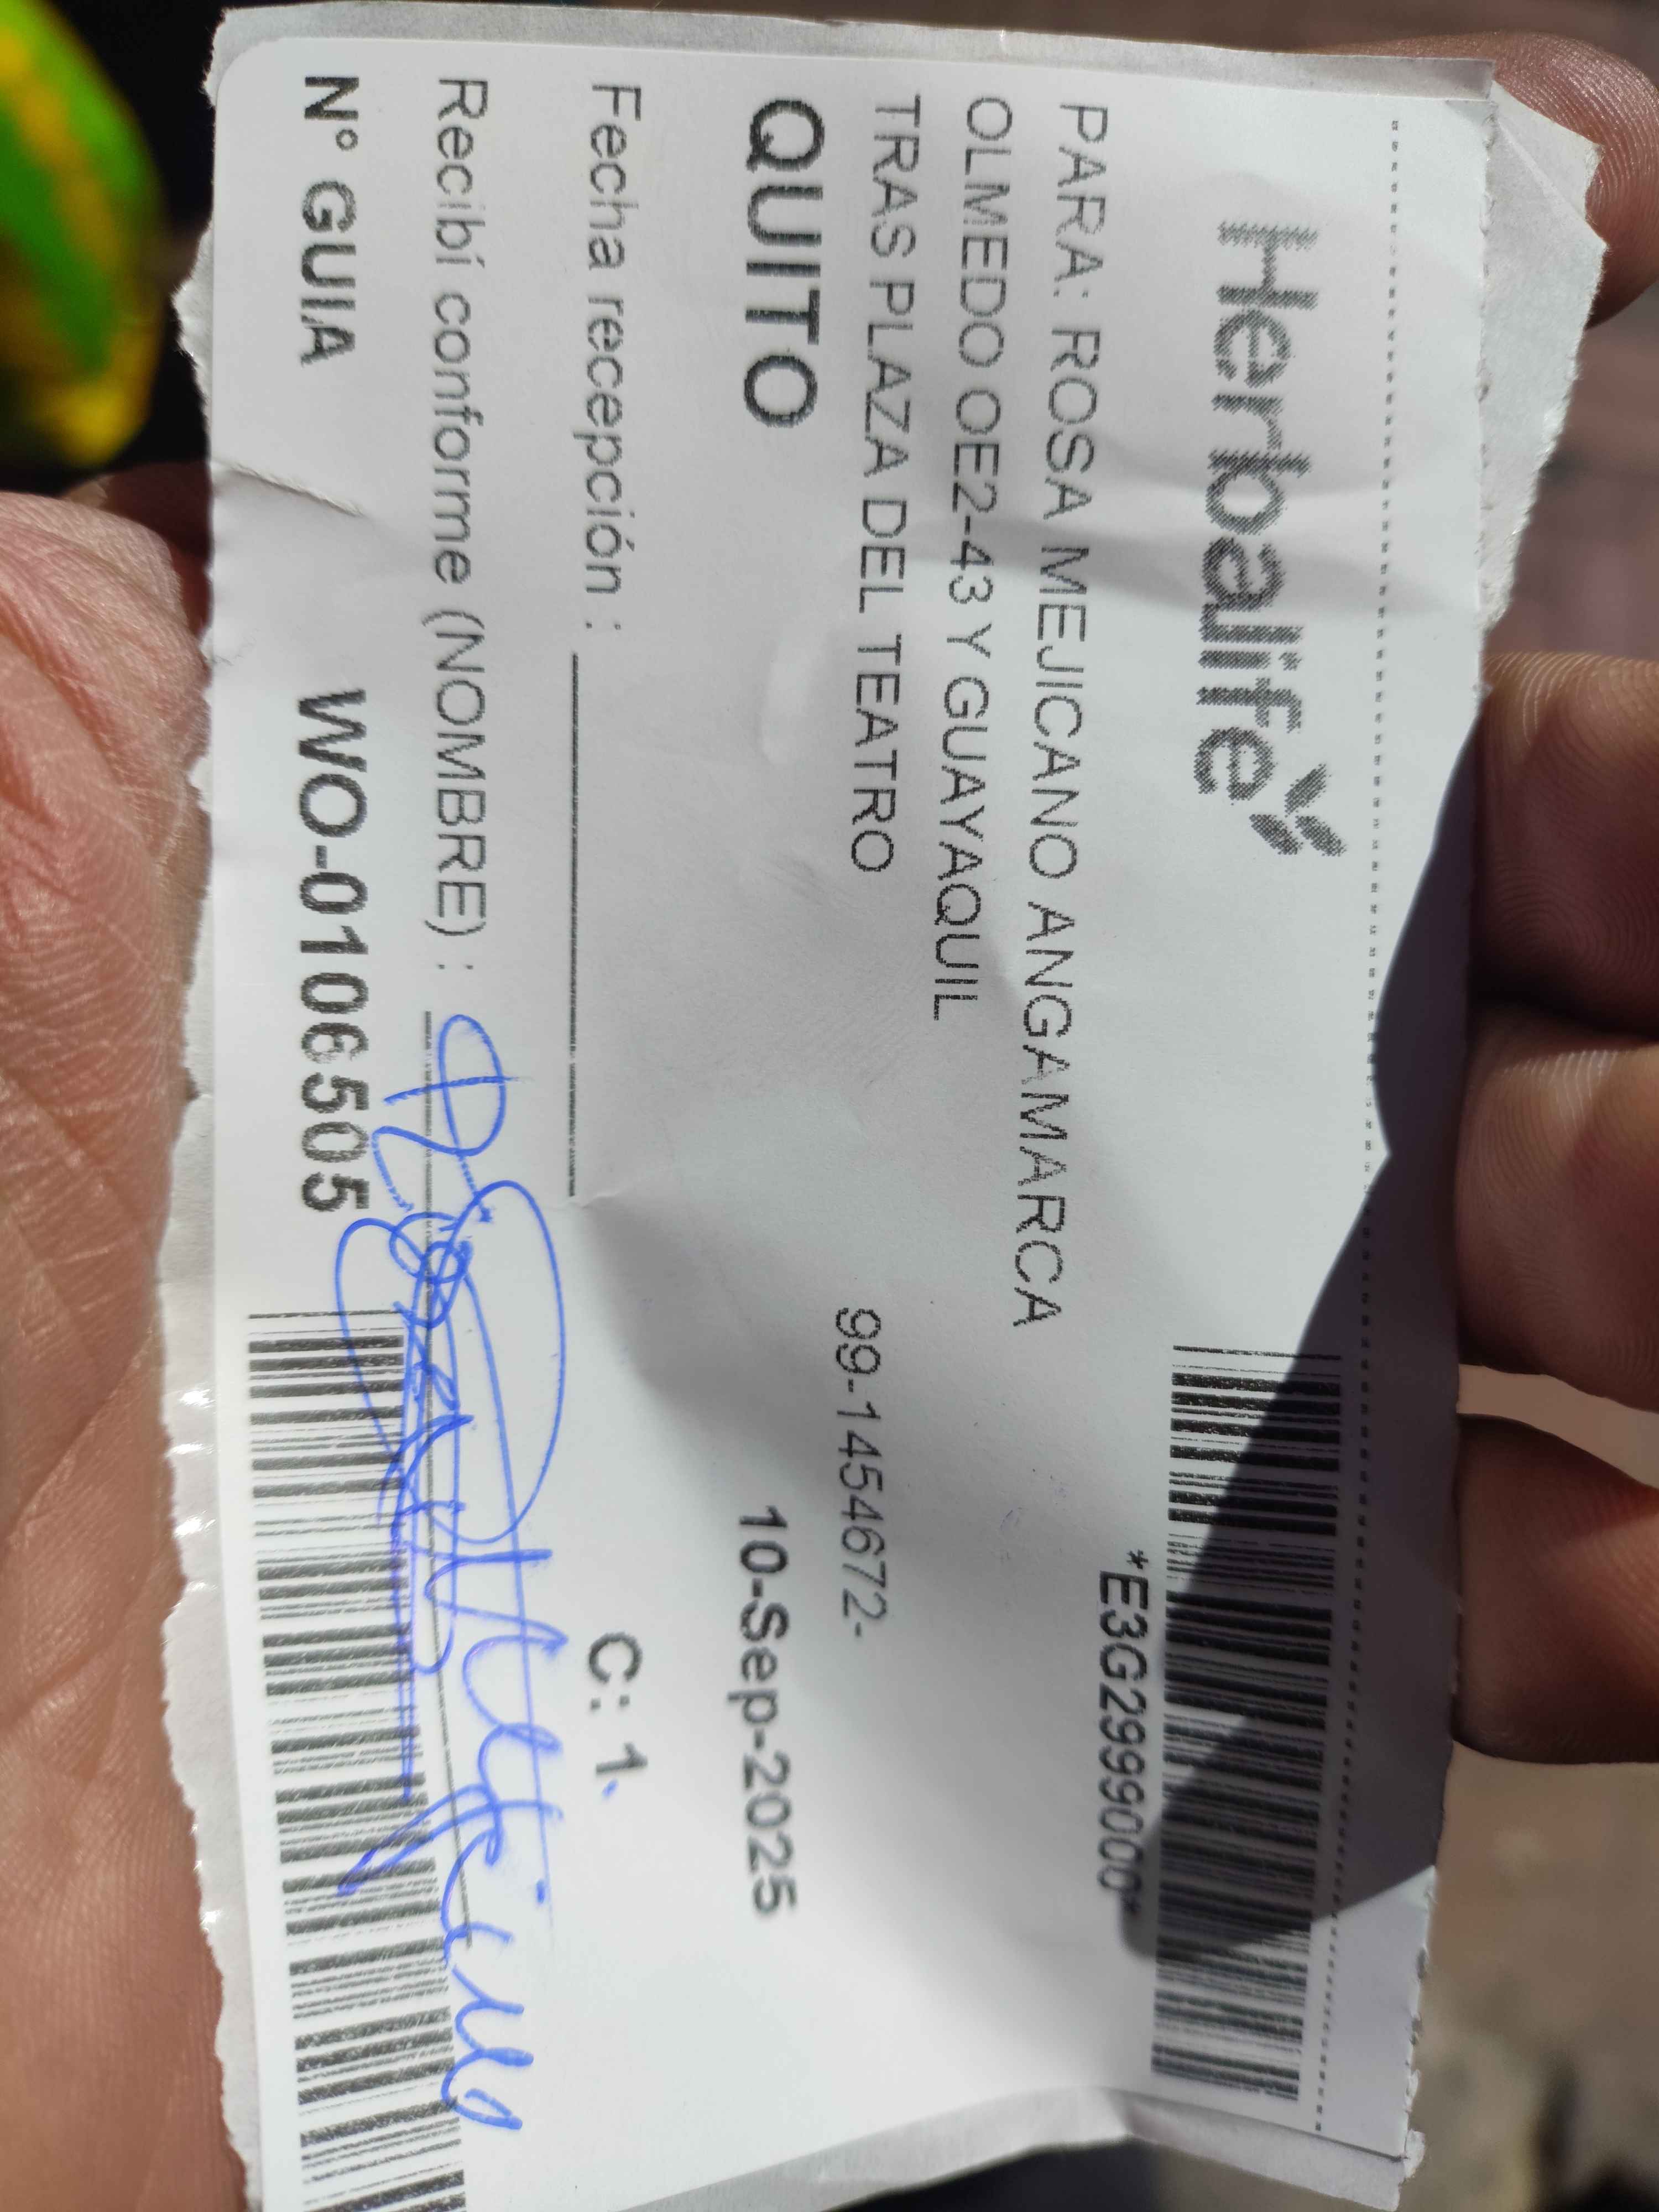 Herbalife
*E3G2999000*
PARA: ROSA MEJICANO ANGAMARCA
OLMEDO OE2-43 Y GUAYAQUIL
TRAS PLAZA DEL TEATRO 99-1454672-
QUITO 10-Sep-2025
Fecha recepción : C: 1
Recibí conforme (NOMBRE) :
N° GUIA WO-0106505